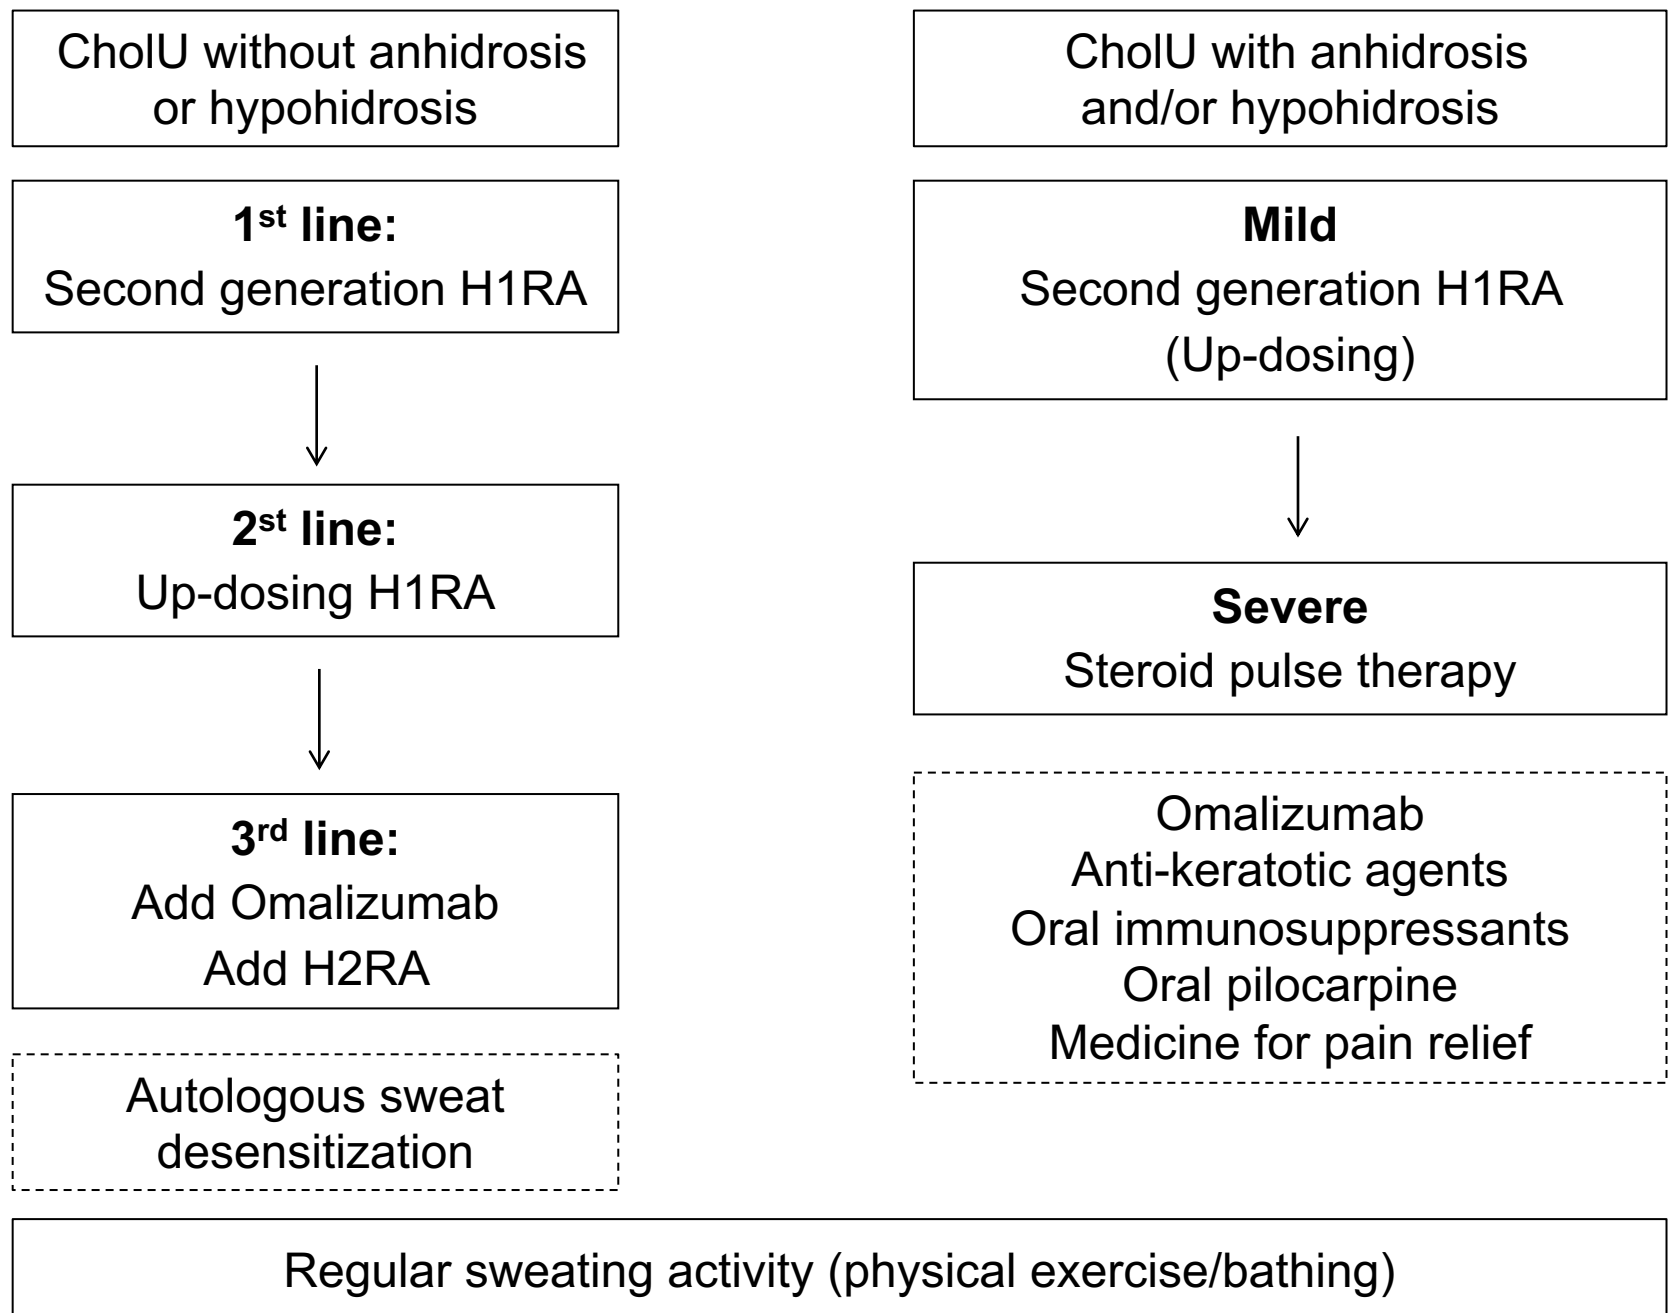 CholU without anhidrosis
or hypohidrosis
1st line:
Second generation H1RA
2st line:
Up-dosing H1RA
3rd line:
Add Omalizumab
Add H2RA
Autologous sweat
desensitization
CholU with anhidrosis
and/or hypohidrosis
Mild
Second generation H1RA
(Up-dosing)
Severe
Steroid pulse therapy
Omalizumab
Anti-keratotic agents
Oral immunosuppressants
Oral pilocarpine
Medicine for pain relief
Regular sweating activity (physical exercise/bathing)